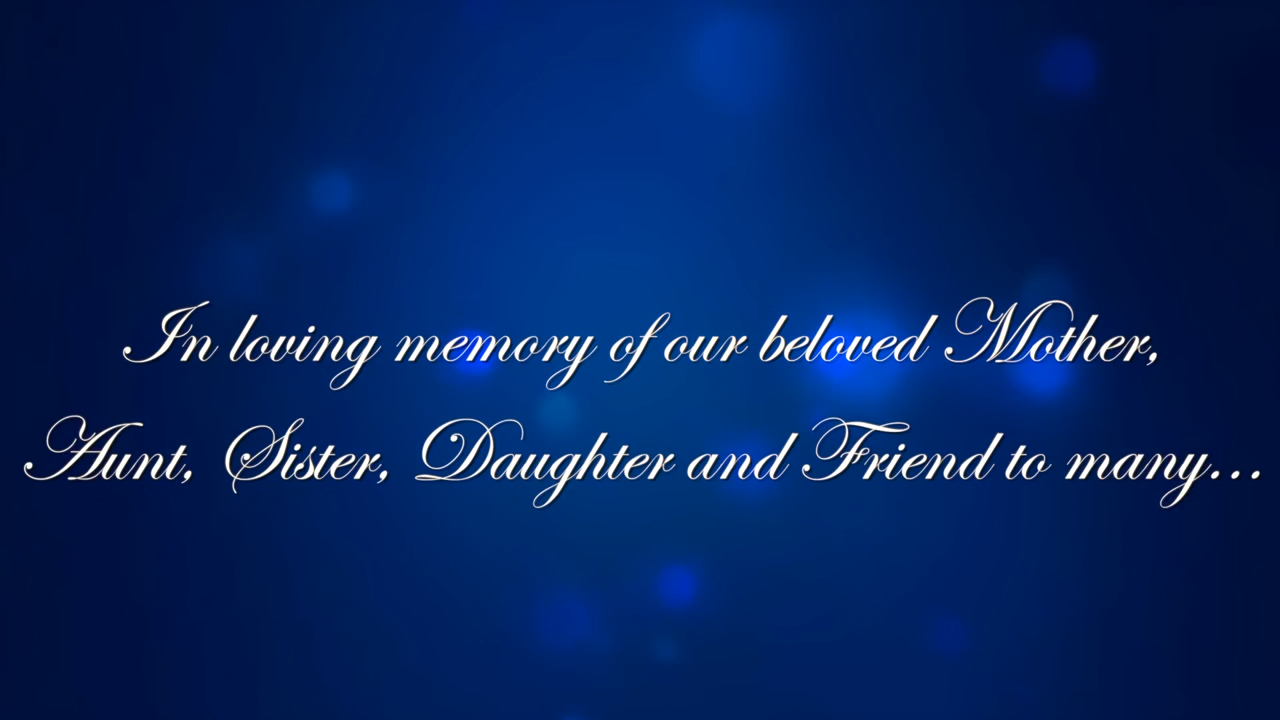 In loving memory of our beloved Mother,
Aunt, Sister, Daughter and Friend to many...